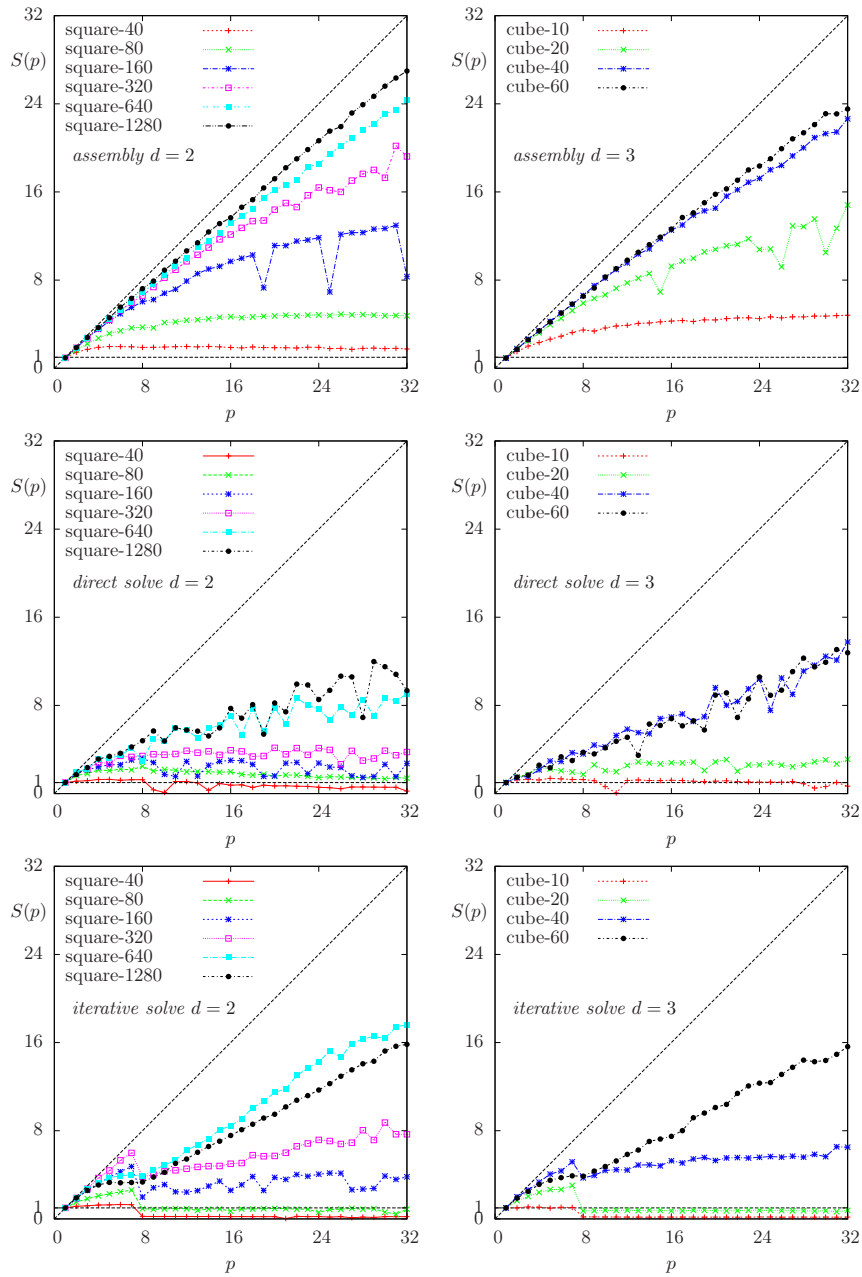 32
24
16
8
1
0
S(p)
0
8
16
24
32
p
square-40
square-80
square-160
square-320
square-640
square-1280
assembly d = 2
32
24
16
8
1
0
S(p)
0
8
16
24
32
p
cube-10
cube-20
cube-40
cube-60
assembly d = 3
32
24
16
8
1
0
S(p)
0
8
16
24
32
p
square-40
square-80
square-160
square-320
square-640
square-1280
direct solve d = 2
32
24
16
8
1
0
S(p)
0
8
16
24
32
p
cube-10
cube-20
cube-40
cube-60
direct solve d = 3
32
24
16
8
1
0
S(p)
0
8
16
24
32
p
square-40
square-80
square-160
square-320
square-640
square-1280
iterative solve d = 2
32
24
16
8
1
0
S(p)
0
8
16
24
32
p
cube-10
cube-20
cube-40
cube-60
iterative solve d = 3